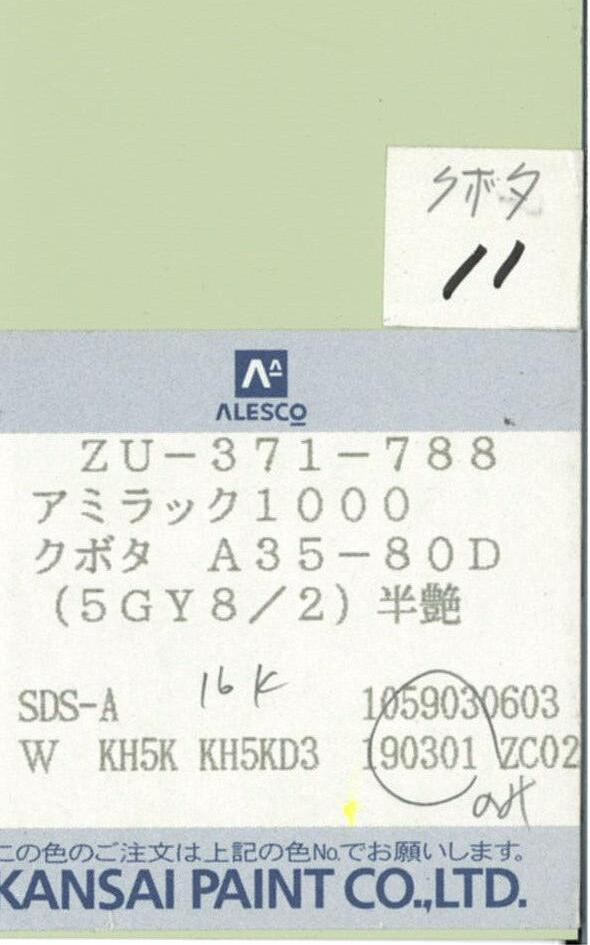 クボタ
11
ALESCO
ZU-371-788
アミラック1000
クボタ A35-80D
(5GY8/2)半艶
16K
SDS-A 1059030603
W KH5K KH5KD3 190301 ZC02
この色のご注文は上記の色No.でお願いします。
KANSAI PAINT CO.,LTD.